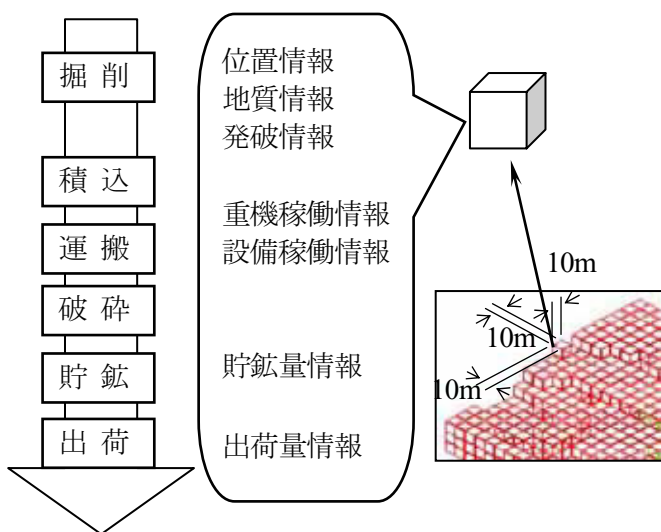 掘 削
積 込
運 搬
破 砕
貯 鉱
出 荷
位置情報
地質情報
発破情報
重機稼働情報
設備稼働情報
貯鉱量情報
出荷量情報
10m
10m
10m